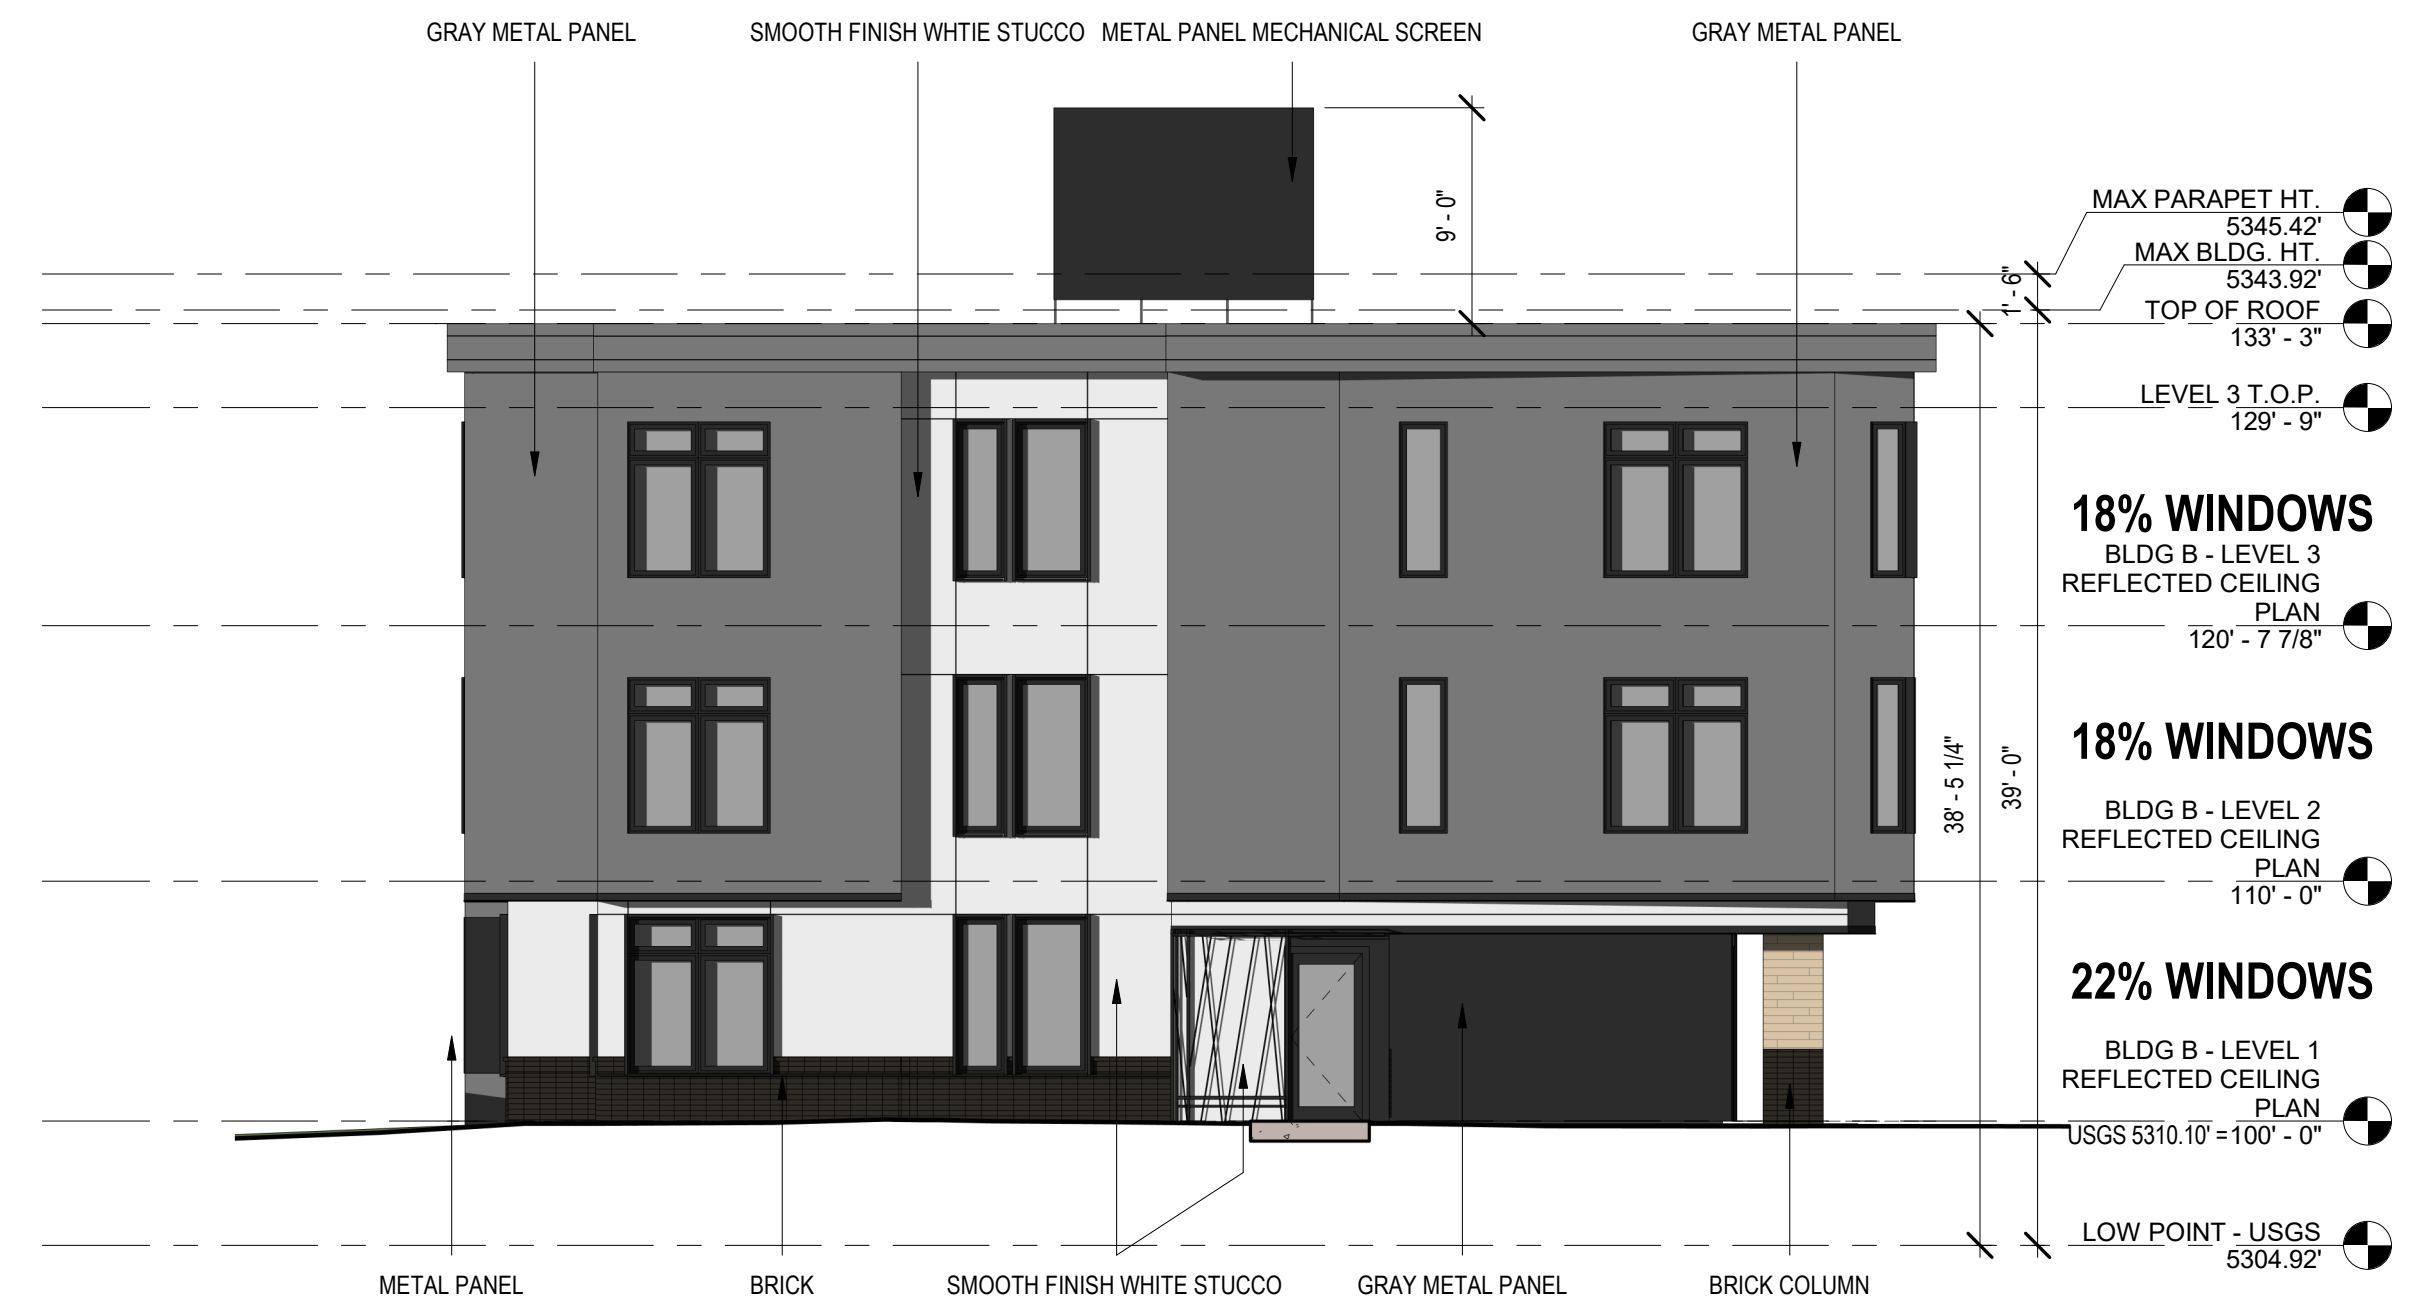 GRAY METAL PANEL
SMOOTH FINISH WHTIE STUCCO
METAL PANEL MECHANICAL SCREEN
GRAY METAL PANEL
9' - 0"
MAX PARAPET HT.
5345.42'
MAX BLDG. HT.
5343.92'
1' - 6"
TOP OF ROOF
133' - 3"
LEVEL 3 T.O.P.
129' - 9"
18% WINDOWS
BLDG B - LEVEL 3
REFLECTED CEILING
PLAN
120' - 7 7/8"
18% WINDOWS
38' - 5 1/4"
39' - 0"
BLDG B - LEVEL 2
REFLECTED CEILING
PLAN
110' - 0"
22% WINDOWS
BLDG B - LEVEL 1
REFLECTED CEILING
PLAN
USGS 5310.10' = 100' - 0"
LOW POINT - USGS
5304.92'
METAL PANEL
BRICK
SMOOTH FINISH WHITE STUCCO
GRAY METAL PANEL
BRICK COLUMN